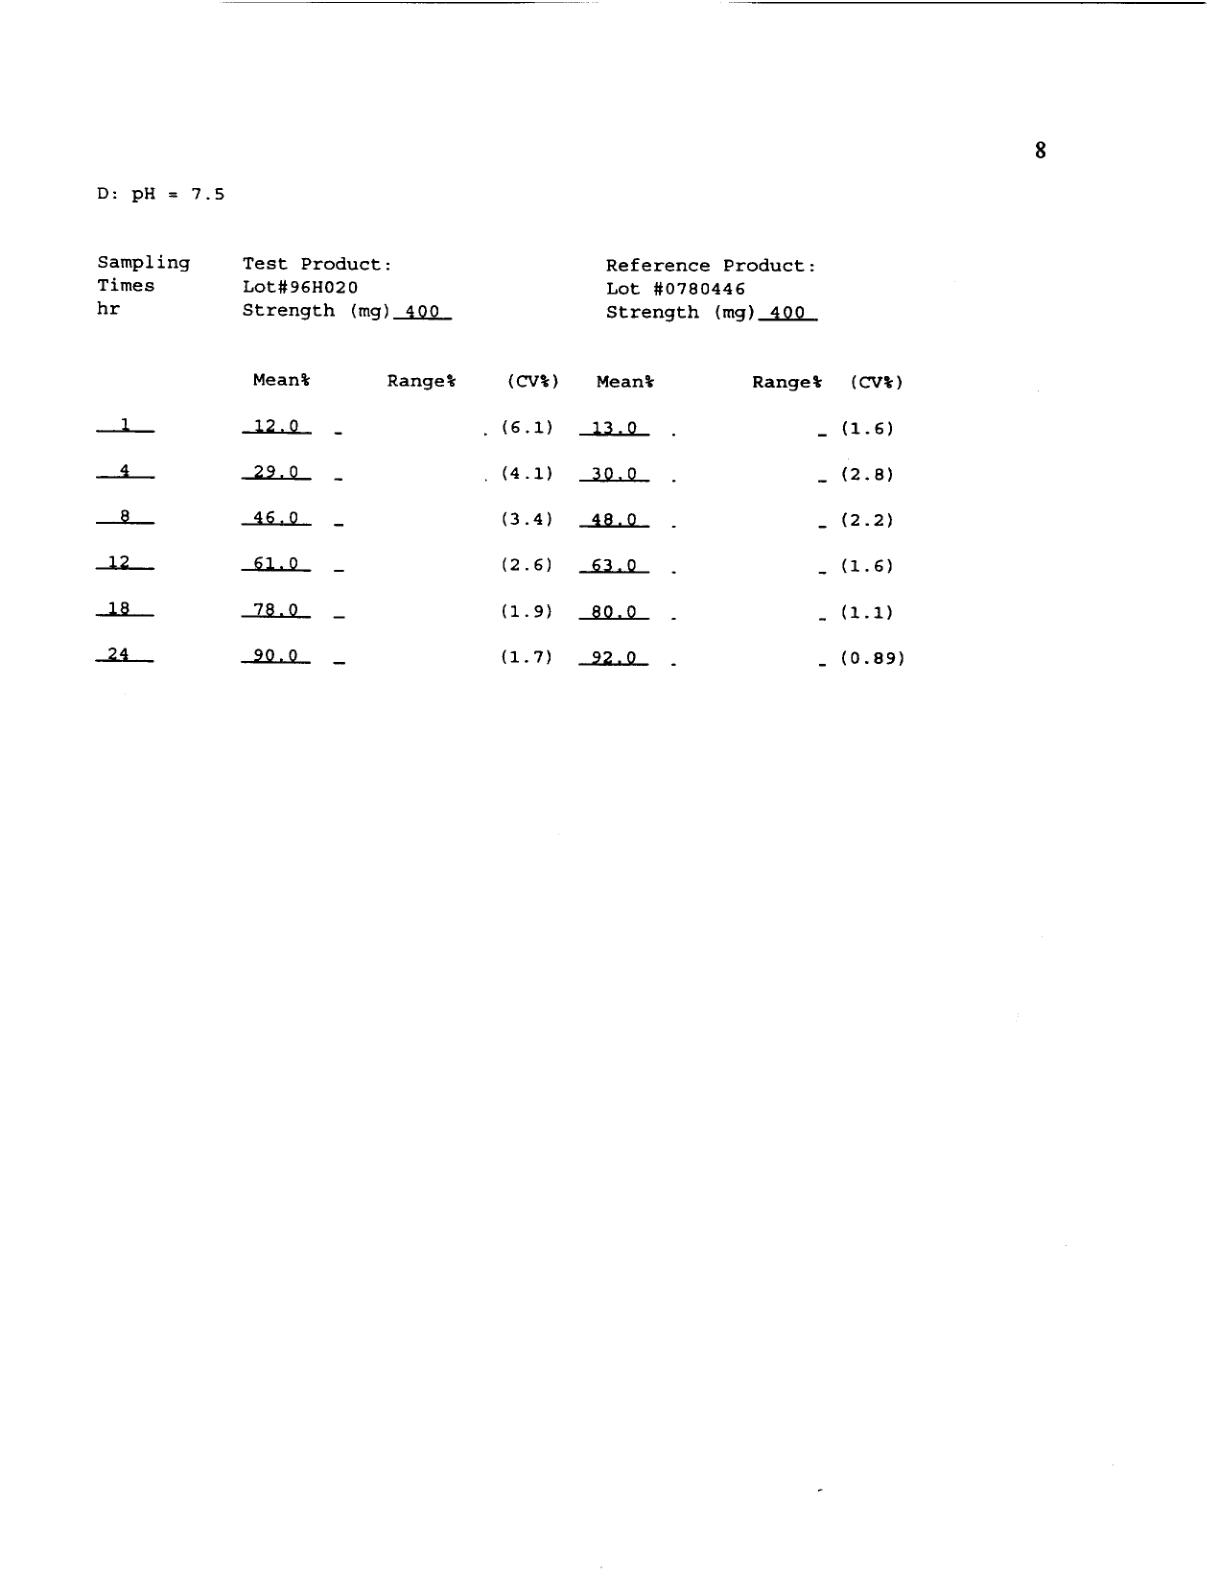 8
D: pH = 7.5
Sampling Test Product: Reference Product:
Times Lot#96H020 Lot #0780446
hr Strength (mg) 400 Strength (mg) 400
Mean% Range% (CV%) Mean% Range% (CV%)
1 12.0 _ . (6.1) 13.0 . _ (1.6)
4 29.0 _ . (4.1) 30.0 . _ (2.8)
8 46.0 _ (3.4) 48.0 . _ (2.2)
12 61.0 _ (2.6) 63.0 . _ (1.6)
18 78.0 _ (1.9) 80.0 . _ (1.1)
24 90.0 _ (1.7) 92.0 . _ (0.89)